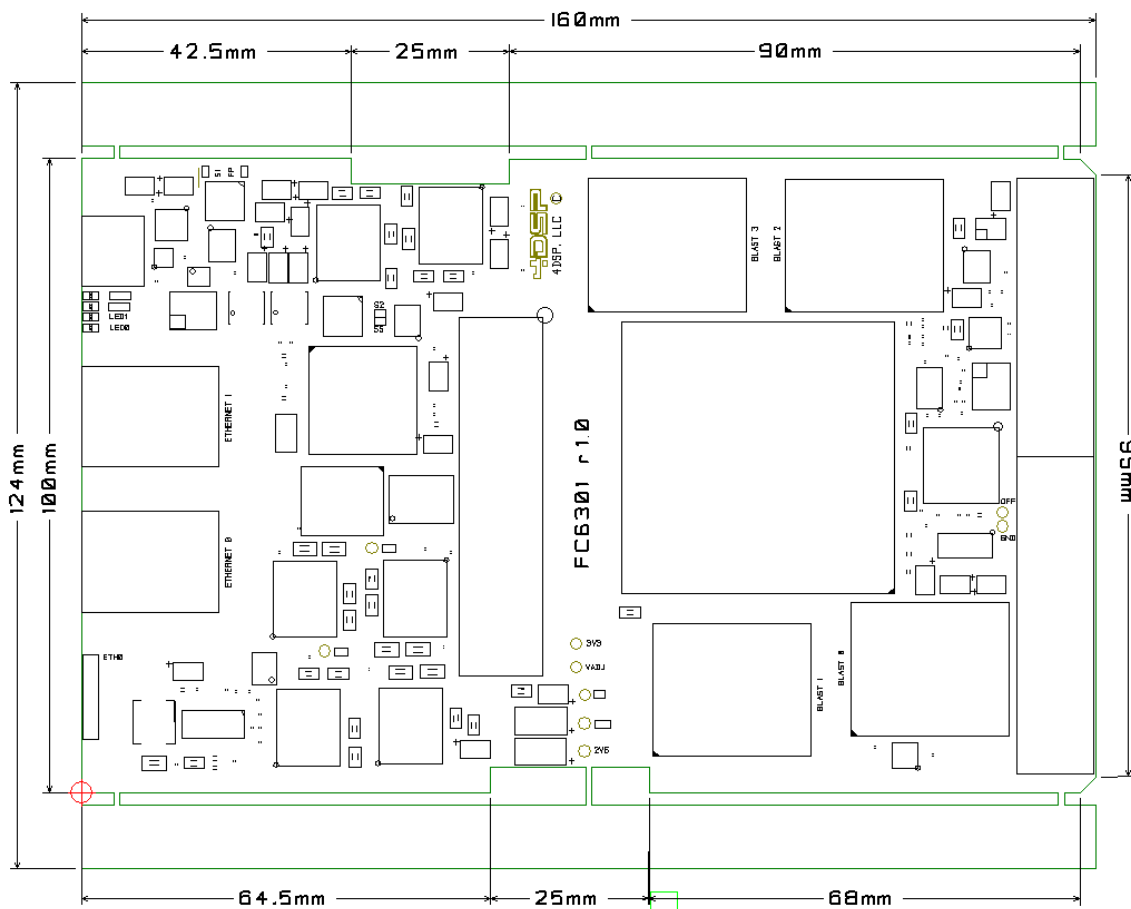 160mm
42.5mm
25mm
90mm
S1
FP
4DSP
4DSP, LLC ©
BLAST 3
BLAST 2
LED1
LED0
S2
S5
ETHERNET 1
FC6301 r1.0
124mm
100mm
95mm
OFF
GND
ETHERNET 0
ETH0
3V3
VADJ
BLAST 1
BLAST 0
2V5
64.5mm
25mm
68mm